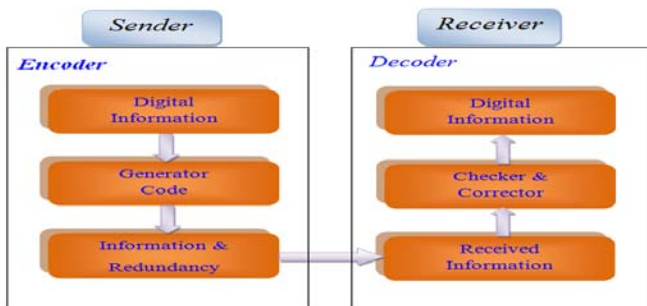 Sender
Encoder
Digital
Information
Generator
Code
Information &
Redundancy
Receiver
Decoder
Digital
Information
Checker &
Corrector
Received
Information